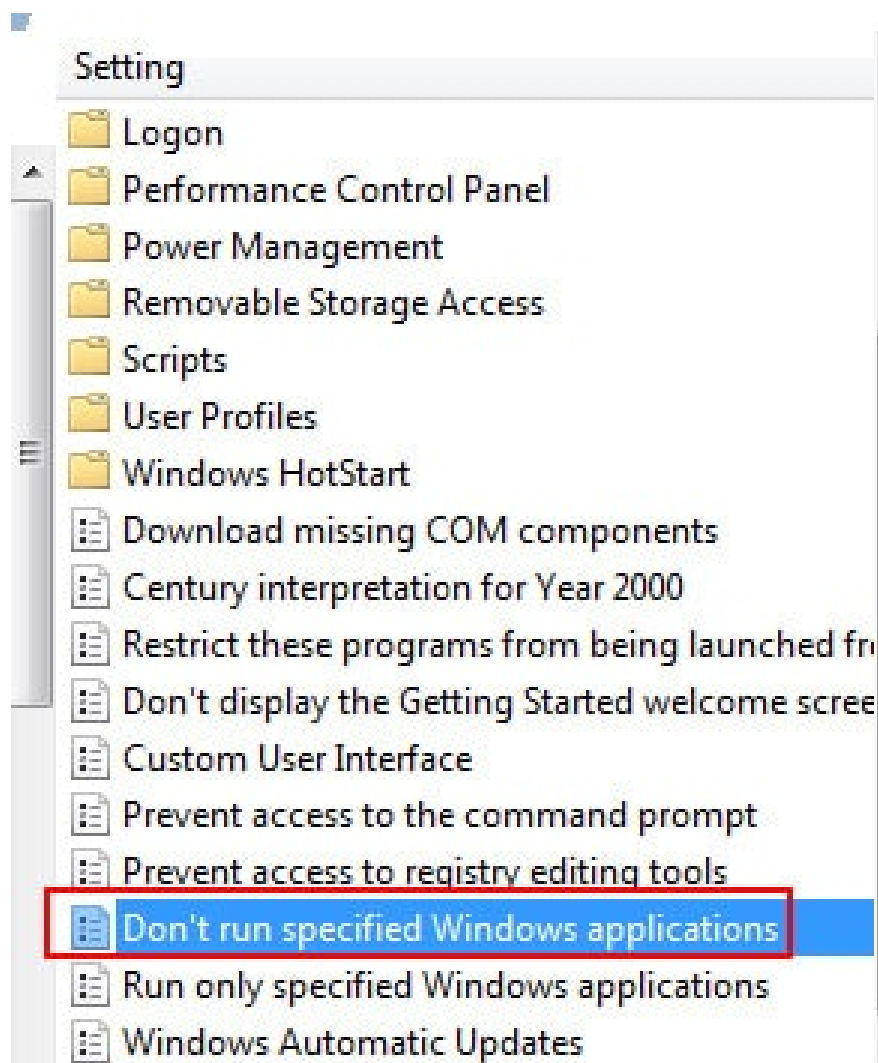 Setting
Logon
Performance Control Panel
Power Management
Removable Storage Access
Scripts
User Profiles
Windows HotStart
Download missing COM components
Century interpretation for Year 2000
Restrict these programs from being launched fr
Don't display the Getting Started welcome scree
Custom User Interface
Prevent access to the command prompt
Prevent access to registry editing tools
Don't run specified Windows applications
Run only specified Windows applications
Windows Automatic Updates